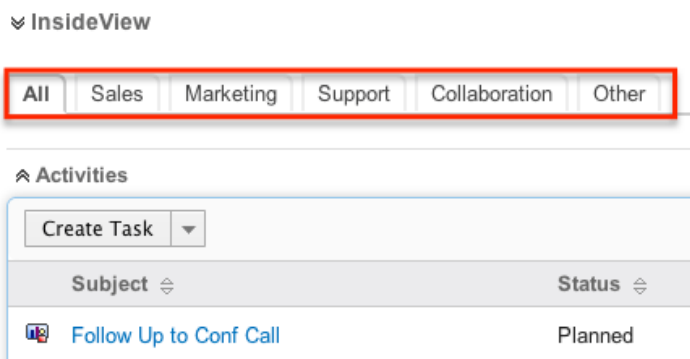 InsideView
All Sales Marketing Support Collaboration Other
Activities
Create Task
Subject Status
Follow Up to Conf Call Planned